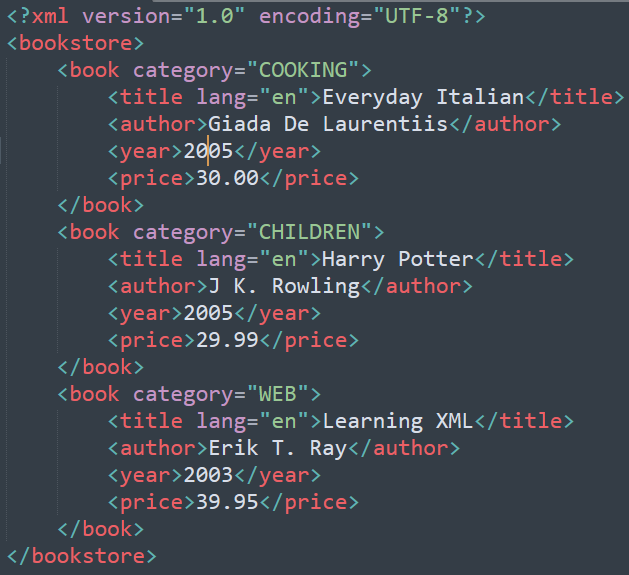 <?xml version="1.0" encoding="UTF-8"?>
<bookstore>
    <book category="COOKING">
        <title lang="en">Everyday Italian</title>
        <author>Giada De Laurentiis</author>
        <year>2005</year>
        <price>30.00</price>
    </book>
    <book category="CHILDREN">
        <title lang="en">Harry Potter</title>
        <author>J K. Rowling</author>
        <year>2005</year>
        <price>29.99</price>
    </book>
    <book category="WEB">
        <title lang="en">Learning XML</title>
        <author>Erik T. Ray</author>
        <year>2003</year>
        <price>39.95</price>
    </book>
</bookstore>